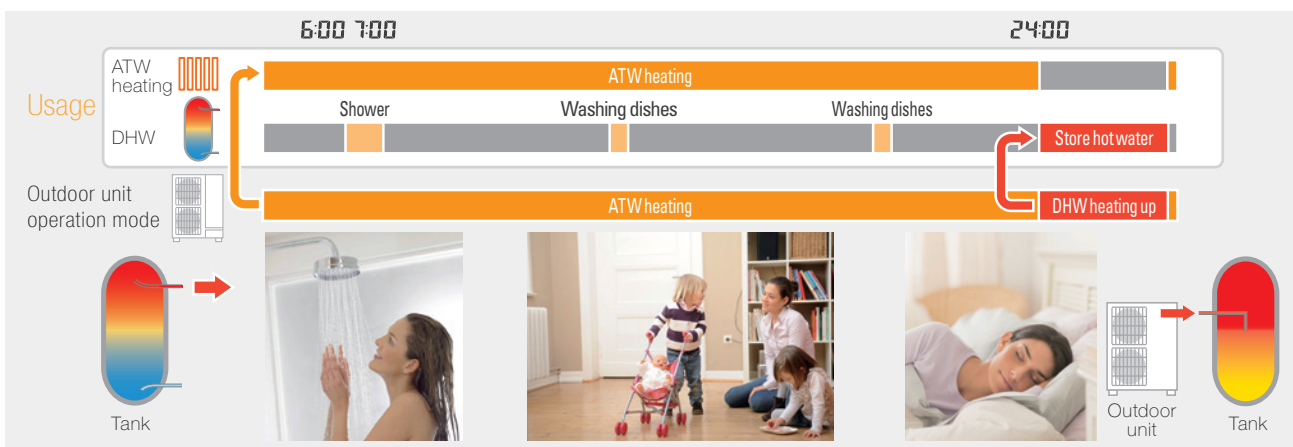 6:00 7:00 24:00
Usage
ATW
heating
ATW heating
Shower Washing dishes Washing dishes
DHW
Store hot water
Outdoor unit
operation mode
ATW heating DHW heating up
Tank
Outdoor
unit
Tank